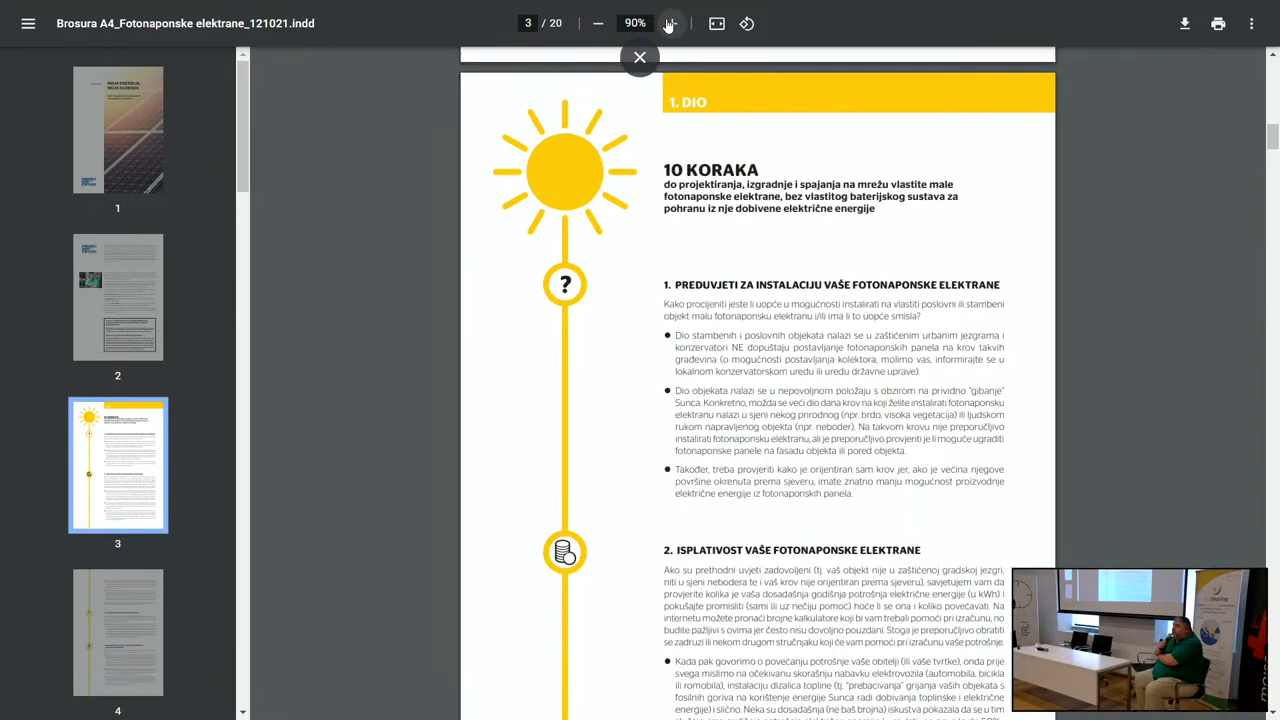 Brosura A4_Fotonaponske elektrane_121021.indd
3 / 20
90%
1. DIO
10 KORAKA
do projektiranja, izgradnje i spajanja na mrežu vlastite male
fotonaponske elektrane, bez vlastitog baterijskog sustava za
pohranu iz nje dobivene električne energije
?
1. PREDUVJETI ZA INSTALACIJU VAŠE FOTONAPONSKE ELEKTRANE
Kako procijeniti jeste li uopće u mogućnosti instalirati na vlastiti poslovni ili stambeni
objekt malu fotonaponsku elektranu i/ili ima li to uopće smisla?
● Dio stambenih i poslovnih objekata nalazi se u zaštićenim urbanim jezgrama i
konzervatori NE dopuštaju postavljanje fotonaponskih panela na krov takvih
građevina (o mogućnosti postavljanja kolektora, molimo vas, informirajte se u
lokalnom konzervatorskom uredu ili uredu državne uprave).
● Dio objekata nalazi se u nepovoljnom položaju s obzirom na prividno "gibanje"
Sunca. Konkretno, možda se veći dio dana krov na koji želite instalirati fotonaponsku
elektranu nalazi u sjeni nekog prirodnog (npr. brdo, visoka vegetacija) ili ljudskom
rukom napravljenog objekta (npr. neboder). Na takvom krovu nije preporučljivo
instalirati fotonaponsku elektranu, ali je preporučljivo provjeriti je li moguće ugraditi
fotonaponske panele na fasadu objekta ili pored objekta.
● Također, treba provjeriti kako je orijentiran sam krov jer, ako je većina njegove
površine okrenuta prema sjeveru, imate znatno manju mogućnost proizvodnje
električne energije iz fotonaponskih panela.
2. ISPLATIVOST VAŠE FOTONAPONSKE ELEKTRANE
Ako su prethodni uvjeti zadovoljeni (tj. vaš objekt nije u zaštićenoj gradskoj jezgri,
niti u sjeni nebodera te i vaš krov nije orijentiran prema sjeveru), savjetujem vam da
provjerite kolika je vaša dosadašnja godišnja potrošnja električne energije (u kWh) i
pokušajte promisliti (sami ili uz nečiju pomoć) hoće li se ona i koliko povećavati. Na
internetu možete pronaći brojne kalkulatore koji bi vam trebali pomoći pri izračunu, no
budite pažljivi s ovima jer često nisu dovoljno pouzdani. Stoga je preporučljivo obratiti
se zadruzi ili nekom drugom stručnjaku koji će vam pomoći pri izračunu vaše potrošnje.
● Kada pak govorimo o povećanju potrošnje vaše obitelji (ili vaše tvrtke), onda prije
svega mislimo na očekivanu skorašnju nabavku elektrovozila (automobila, bicikla
ili romobila), instalaciju dizalica topline (tj. "prebacivanja" grijanja vaših objekata s
fosilnih goriva na korištenje energije Sunca radi dobivanja toplinske i električne
energije) i slično. Neka su dosadašnja (ne baš brojna) iskustva pokazala da se u tim
1
2
3
4